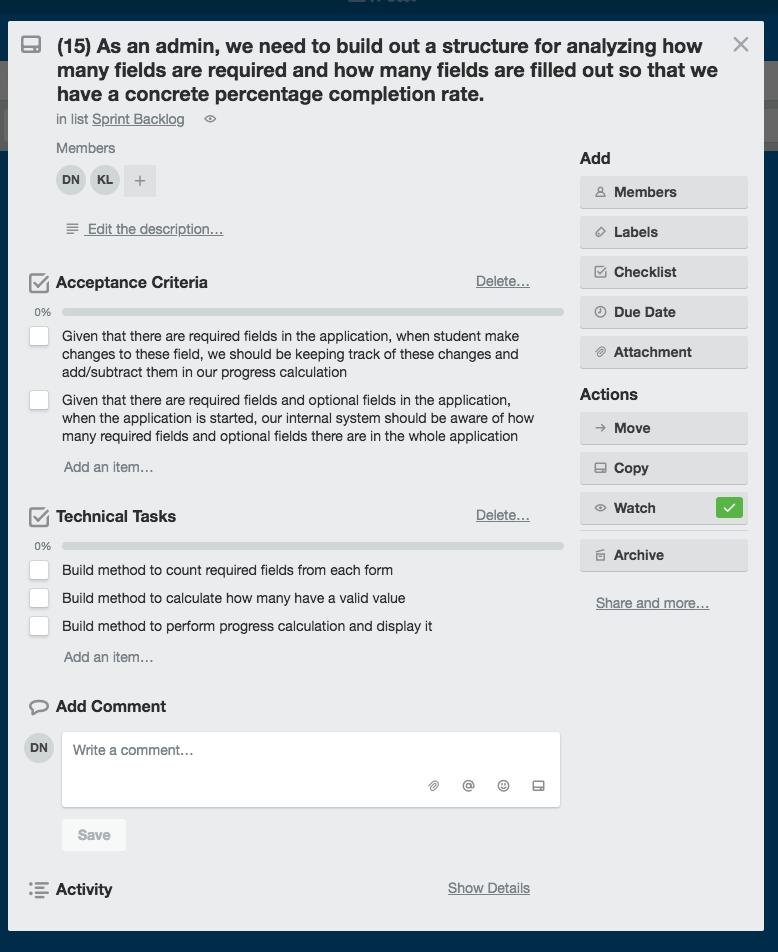 (15) As an admin, we need to build out a structure for analyzing how
many fields are required and how many fields are filled out so that we
have a concrete percentage completion rate.
in list Sprint Backlog
Members
DN KL +
Edit the description…
Acceptance Criteria Delete…
0%
Given that there are required fields in the application, when student make
changes to these field, we should be keeping track of these changes and
add/subtract them in our progress calculation
Given that there are required fields and optional fields in the application,
when the application is started, our internal system should be aware of how
many required fields and optional fields there are in the whole application
Add an item…
Technical Tasks Delete…
0%
Build method to count required fields from each form
Build method to calculate how many have a valid value
Build method to perform progress calculation and display it
Add an item…
Add Comment
DN
Write a comment…
Save
Activity Show Details
Add
Members
Labels
Checklist
Due Date
Attachment
Actions
Move
Copy
Watch
Archive
Share and more…